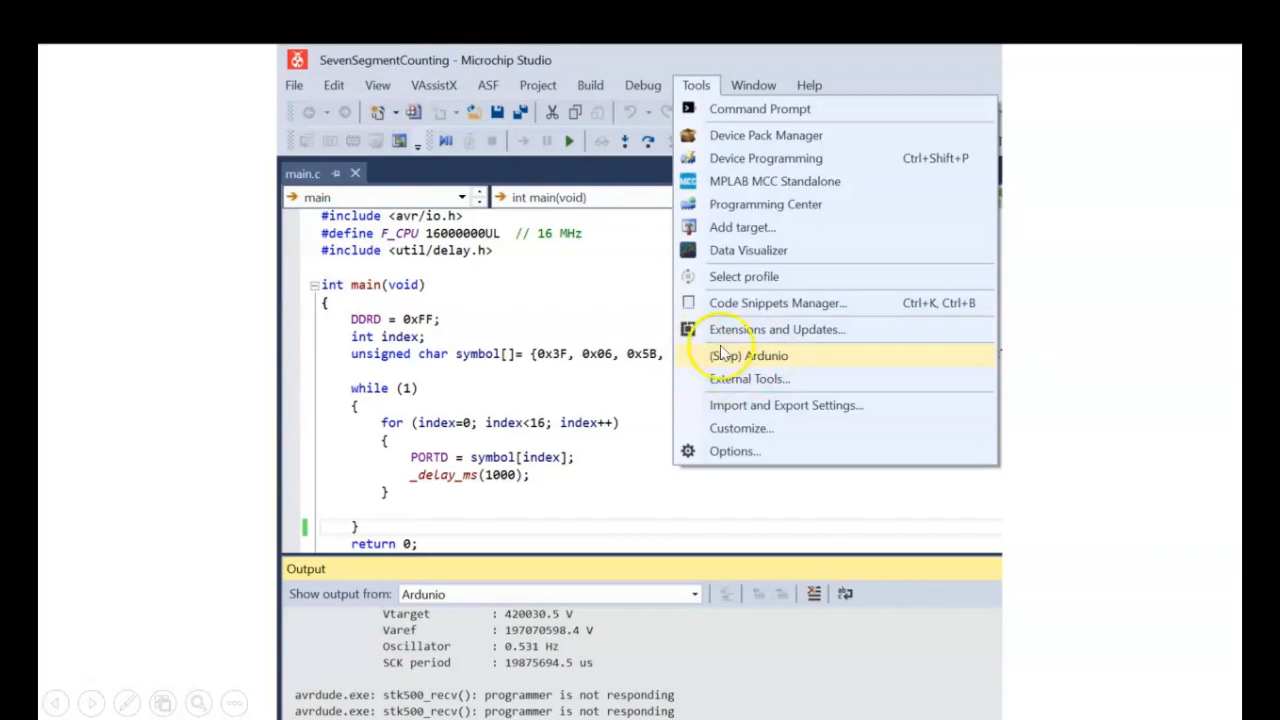 SevenSegmentCounting - Microchip Studio
File Edit View VAssistX ASF Project Build Debug Tools Window Help
Command Prompt
Device Pack Manager
Device Programming Ctrl+Shift+P
MPLAB MCC Standalone
Programming Center
Add target...
Data Visualizer
Select profile
Code Snippets Manager... Ctrl+K, Ctrl+B
Extensions and Updates...
(Stop) Ardunio
External Tools...
Import and Export Settings...
Customize...
Options...
main.c
main int main(void)
#include <avr/io.h>
#define F_CPU 16000000UL // 16 MHz
#include <util/delay.h>
int main(void)
{
DDRD = 0xFF;
int index;
unsigned char symbol[]= {0x3F, 0x06, 0x5B,
while (1)
{
for (index=0; index<16; index++)
{
PORTD = symbol[index];
_delay_ms(1000);
}
}
return 0;
Output
Show output from: Ardunio
Vtarget : 420030.5 V
Varef : 197070598.4 V
Oscillator : 0.531 Hz
SCK period : 19875694.5 us
avrdude.exe: stk500_recv(): programmer is not responding
avrdude.exe: stk500_recv(): programmer is not responding